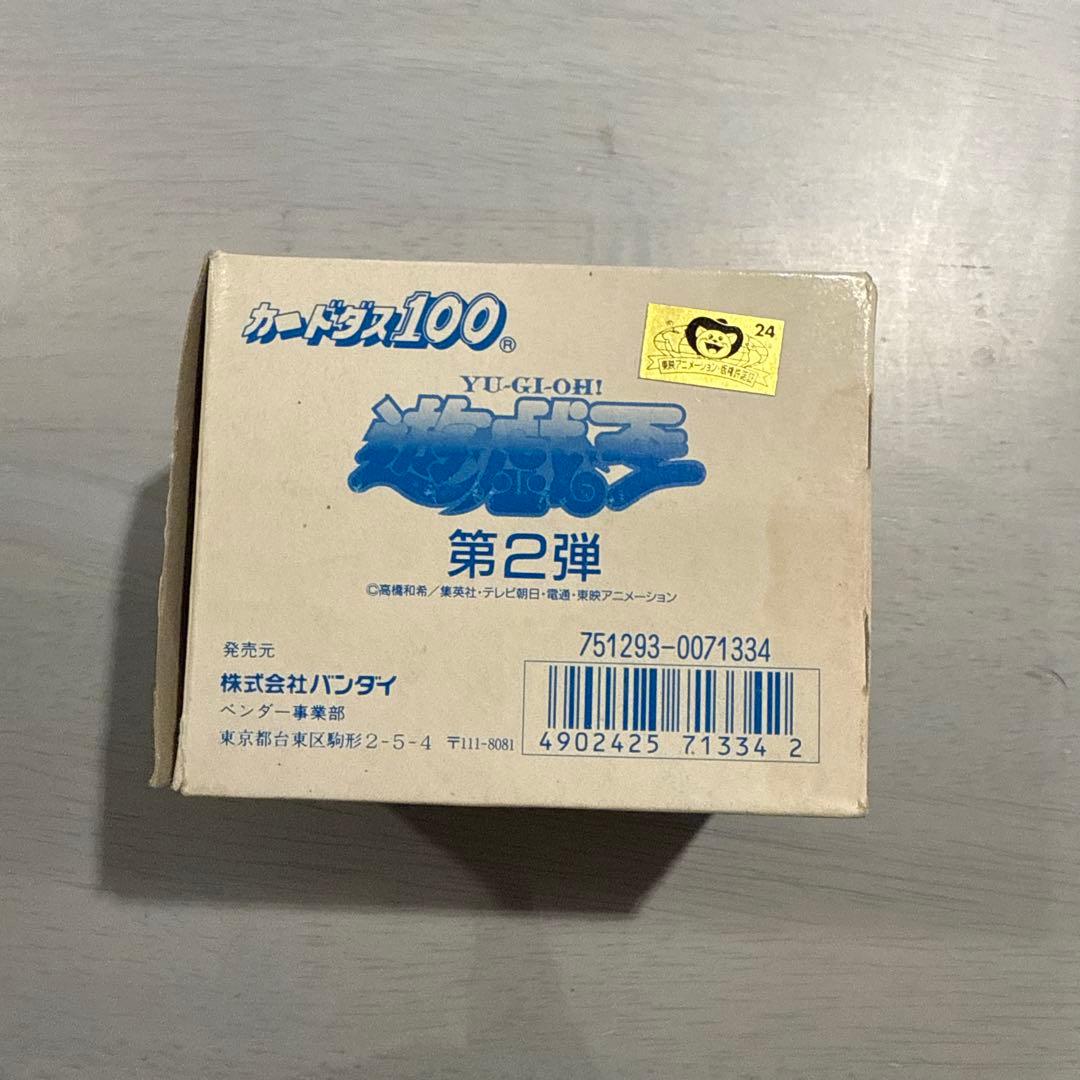 カードダス100®
24
東映アニメーション・版権許諾証
YU-GI-OH!
遊戯王
第2弾
©高橋和希／集英社・テレビ朝日・電通・東映アニメーション
発売元
株式会社バンダイ
ベンダー事業部
東京都台東区駒形2-5-4 〒111-8081
751293-0071334
4902425 71334 2